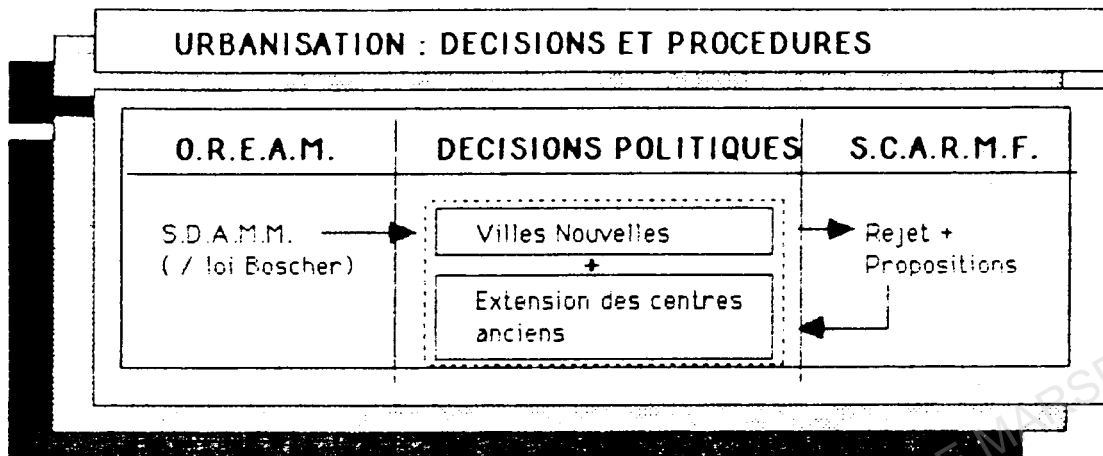 URBANISATION : DECISIONS ET PROCEDURES
O.R.E.A.M.
DECISIONS POLITIQUES
S.C.A.R.M.F.
S.D.A.M.M.
( / loi Boscher)
Villes Nouvelles
+
Extension des centres
anciens
Rejet +
Propositions